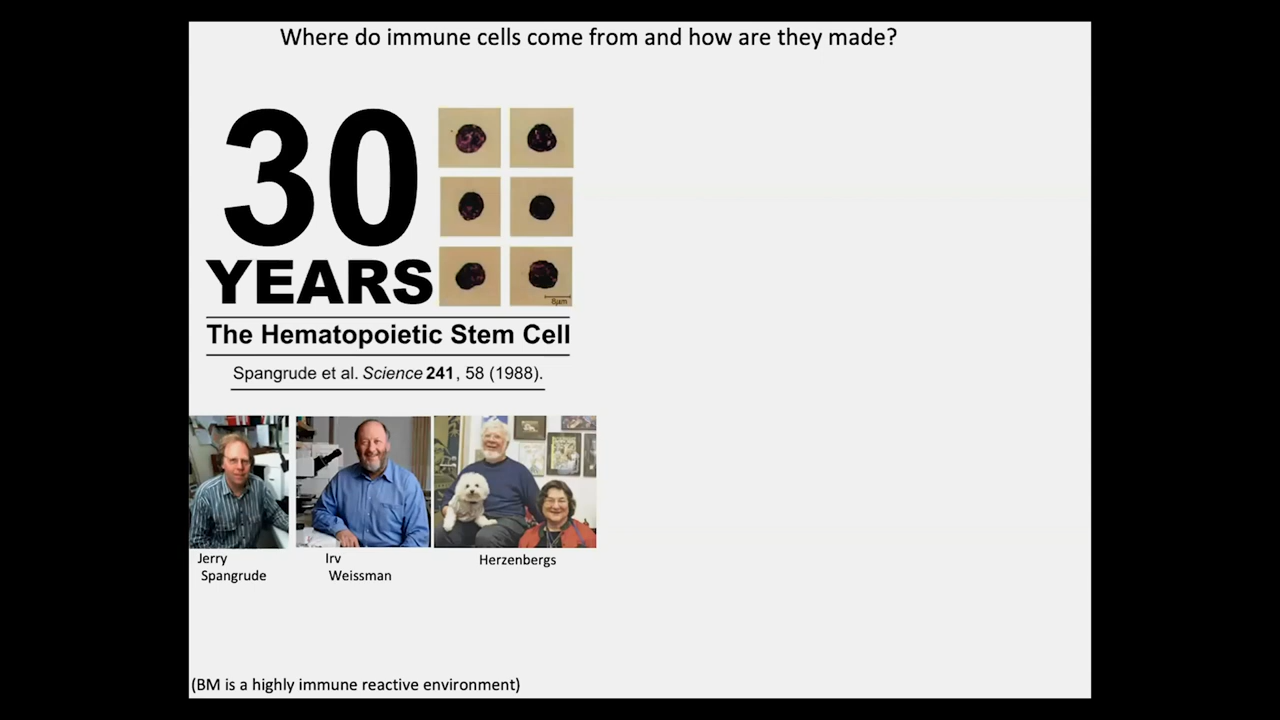 Where do immune cells come from and how are they made?
30
YEARS
8µm
The Hematopoietic Stem Cell
Spangrude et al. Science 241, 58 (1988).
Jerry
Spangrude
Irv
Weissman
Herzenbergs
(BM is a highly immune reactive environment)